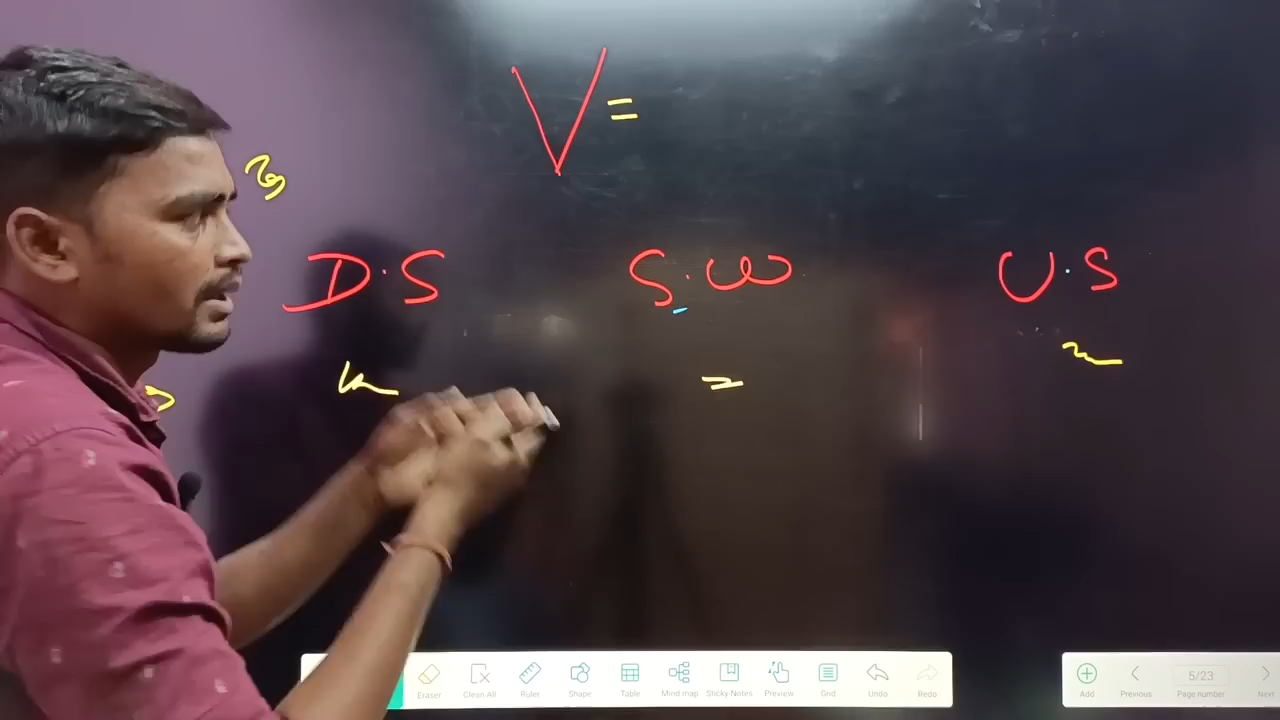 V =
D.S S.W U.S
Eraser Clean All Ruler Shape Table Mind map Sticky Notes Preview Grid Undo Redo
Add Previous 5/23 Page number Next